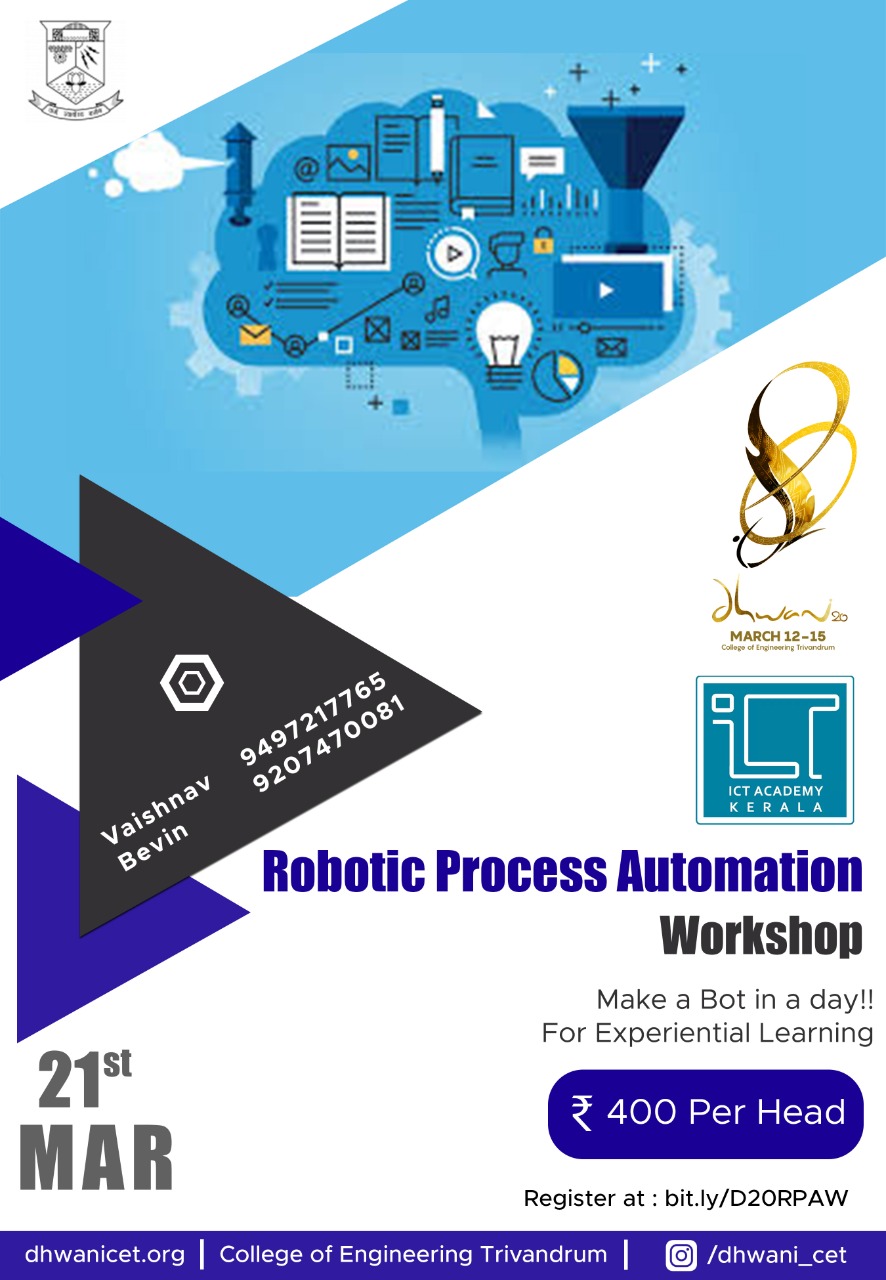 dhwani 20
MARCH 12-15
College of Engineering Trivandrum
ICT ACADEMY
KERALA
Vaishnav 9497217765
Bevin 9207470081
Robotic Process Automation
Workshop
Make a Bot in a day!!
For Experiential Learning
21st
MAR
₹ 400 Per Head
Register at : bit.ly/D20RPAW
dhwanicet.org | College of Engineering Trivandrum | /dhwani_cet